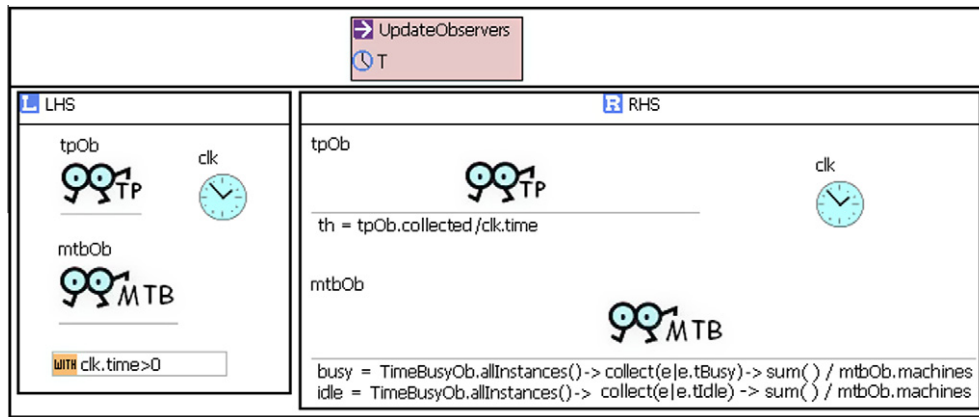 UpdateObservers
T
L LHS
tpOb
clk
TP
mtbOb
MTB
WITH clk.time>0
R RHS
tpOb
clk
TP
th = tpOb.collected/clk.time
mtbOb
MTB
busy = TimeBusyOb.allInstances()-> collect(e|e.tBusy)-> sum( ) / mtbOb.machines
idle = TimeBusyOb.allInstances()-> collect(e|e.tIdle) -> sum( ) / mtbOb.machines